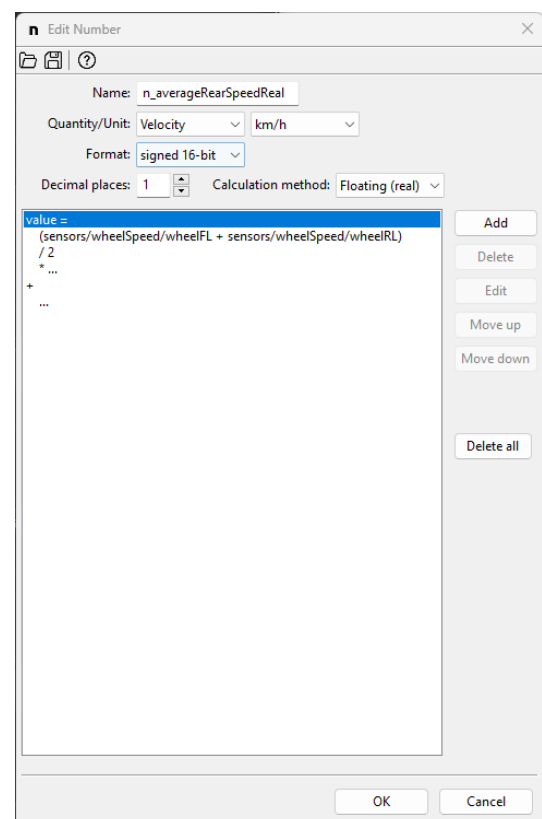 n Edit Number
Name: n_averageRearSpeedReal
Quantity/Unit: Velocity km/h
Format: signed 16-bit
Decimal places: 1 Calculation method: Floating (real)
value =
(sensors/wheelSpeed/wheelFL + sensors/wheelSpeed/wheelRL)
/ 2
* ...
+
...
Add
Delete
Edit
Move up
Move down
Delete all
OK Cancel